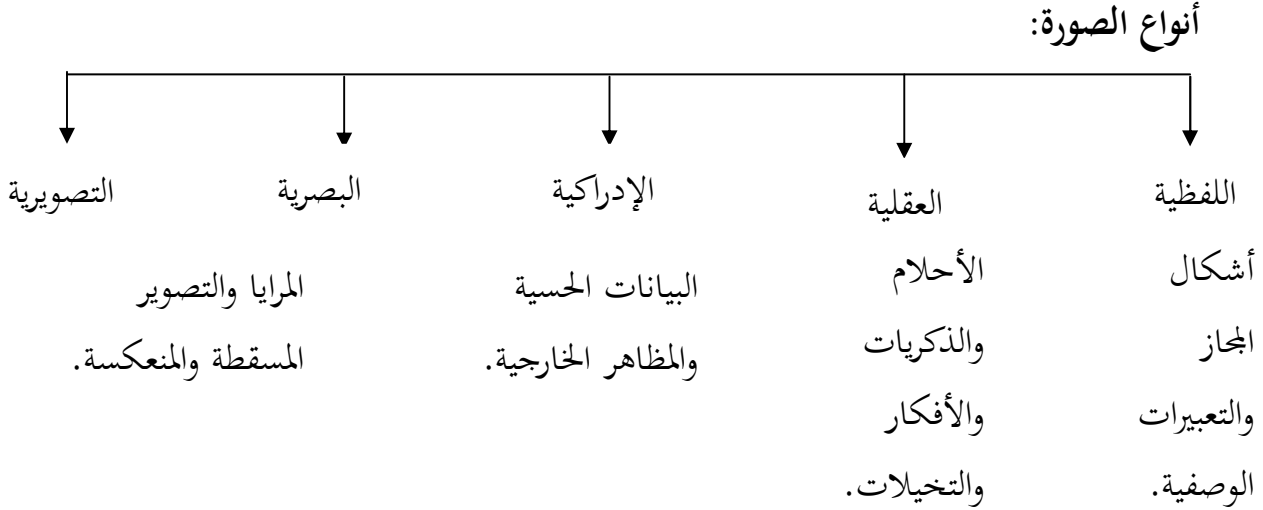 أنواع الصورة:
اللفظية
أشكال
المجاز
والتعبيرات
الوصفية.
العقلية
الأحلام
والذكريات
والأفكار
والتخيلات.
الإدراكية
البيانات الحسية
والمظاهر الخارجية.
البصرية
التصويرية
المرايا والتصوير
المسقطة والمنعكسة.